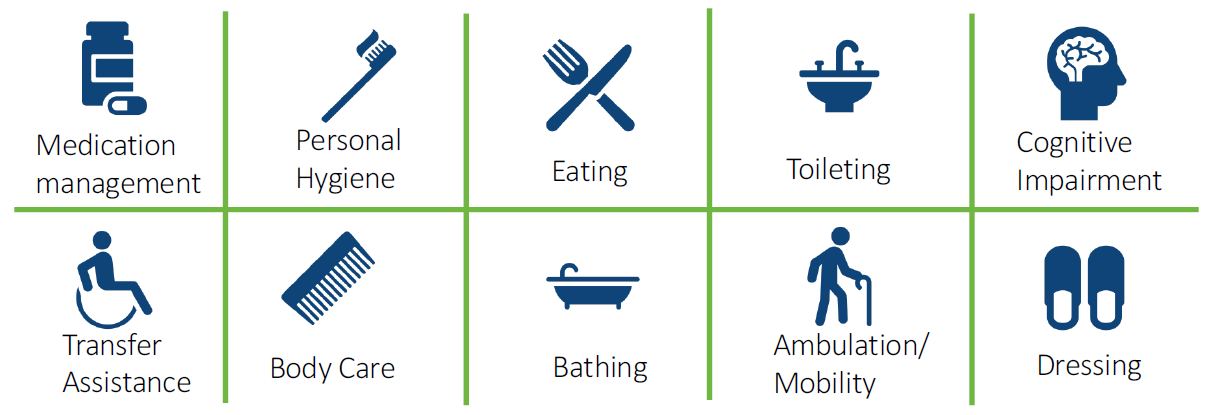 Medication
management
Personal
Hygiene
Eating
Toileting
Cognitive
Impairment
Transfer
Assistance
Body Care
Bathing
Ambulation/
Mobility
Dressing